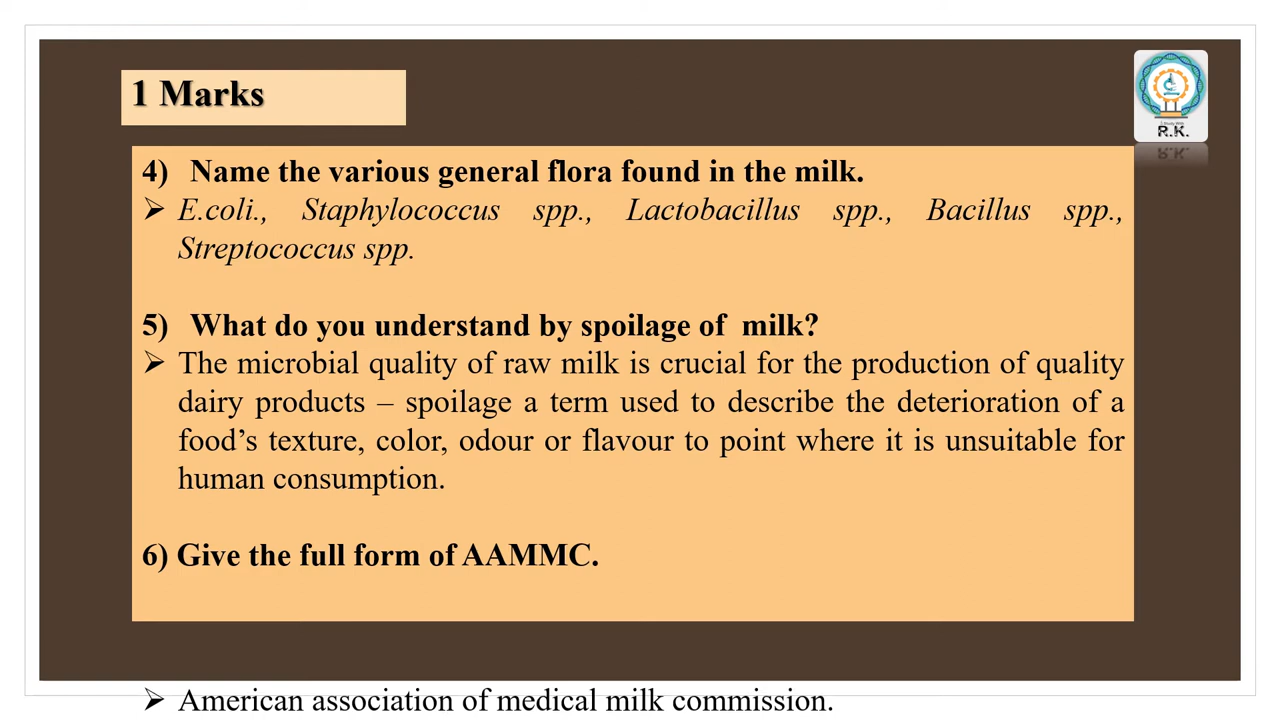 1 Marks
R.K.
4) Name the various general flora found in the milk.
➢ E.coli., Staphylococcus spp., Lactobacillus spp., Bacillus spp.,
Streptococcus spp.
5) What do you understand by spoilage of milk?
➢ The microbial quality of raw milk is crucial for the production of quality
dairy products – spoilage a term used to describe the deterioration of a
food’s texture, color, odour or flavour to point where it is unsuitable for
human consumption.
6) Give the full form of AAMMC.
➢ American association of medical milk commission.